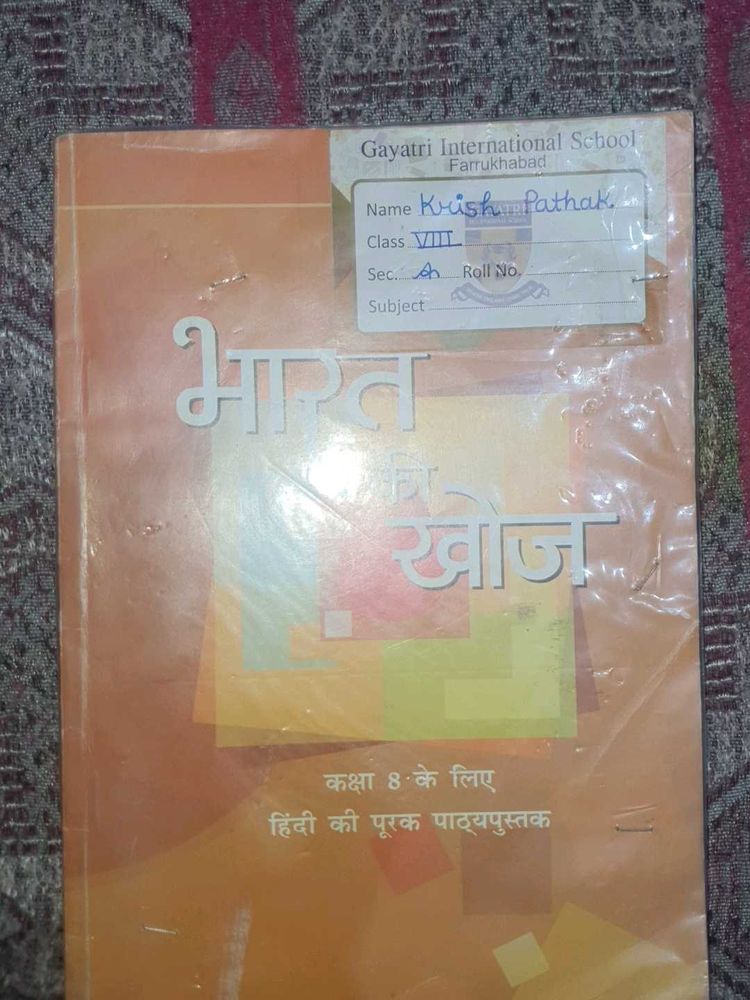 Gayatri International School
Farrukhabad
Name Krish Pathak
Class VIII
Sec. A Roll No.
Subject
भारत
की
खोज
कक्षा 8 के लिए
हिंदी की पूरक पाठ्यपुस्तक